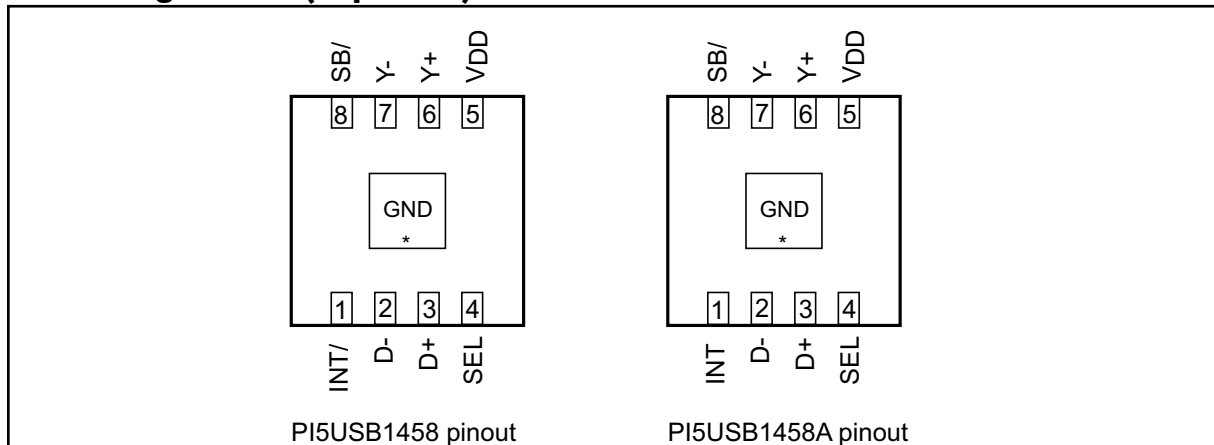 SB/ Y- Y+ VDD SB/ Y- Y+ VDD
8 7 6 5 8 7 6 5
GND GND
* *
1 2 3 4 1 2 3 4
INT/ D- D+ SEL INT D- D+ SEL
PI5USB1458 pinout PI5USB1458A pinout